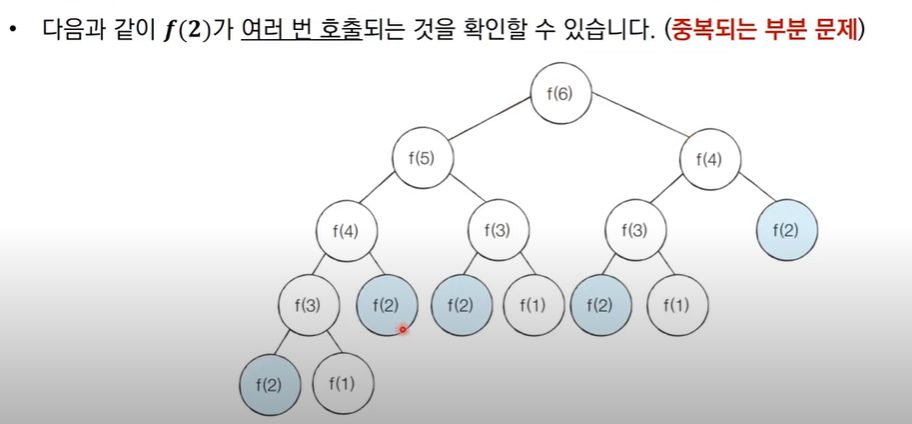 • 다음과 같이 f(2)가 여러 번 호출되는 것을 확인할 수 있습니다. (중복되는 부분 문제)
f(6)
f(5) f(4)
f(4) f(3) f(3) f(2)
f(3) f(2) f(2) f(1) f(2) f(1)
f(2) f(1)